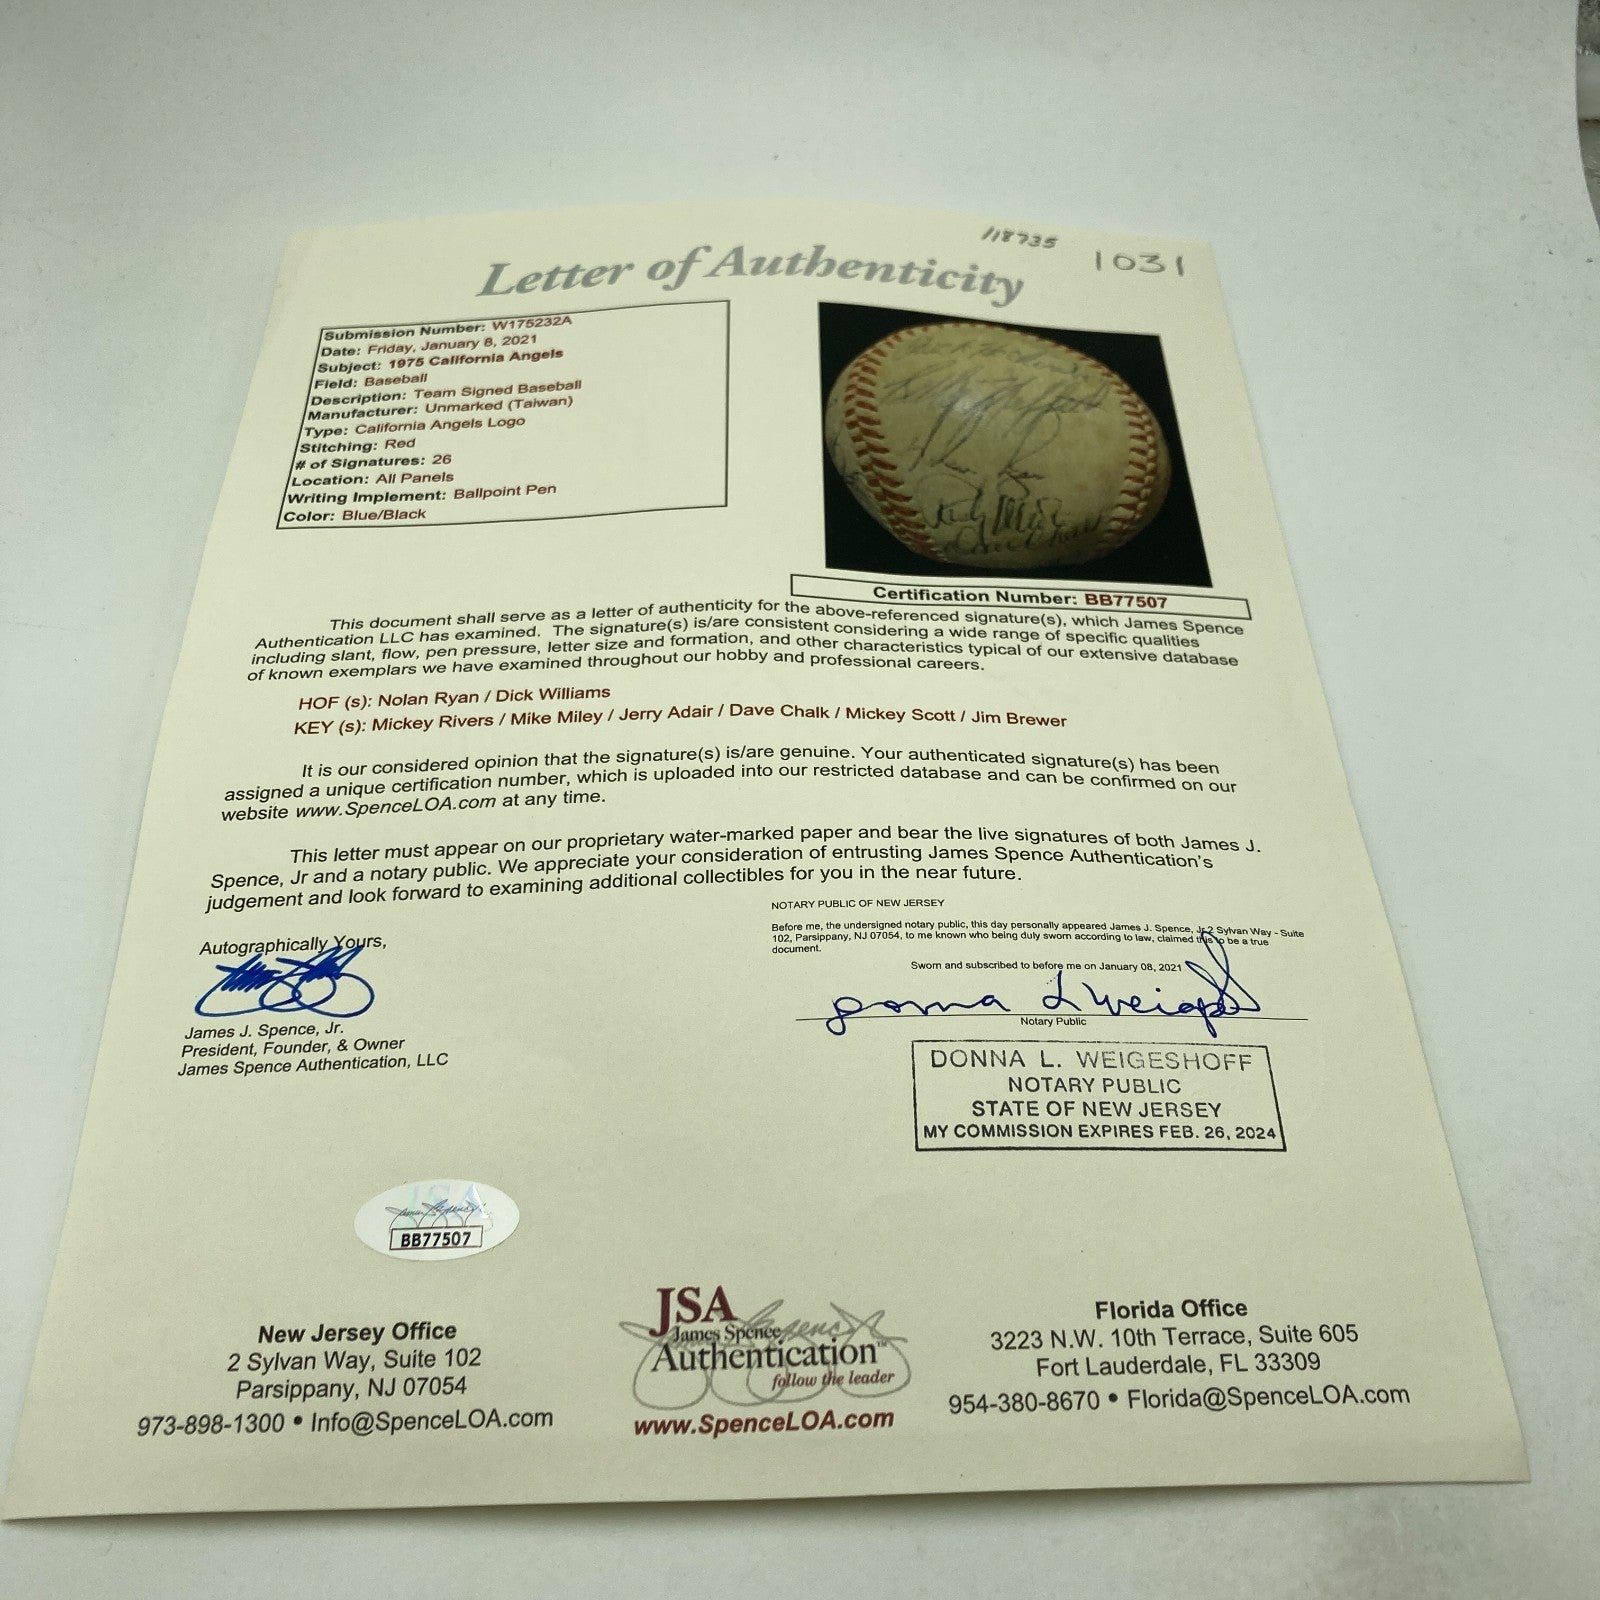 118735
1031
Letter of Authenticity
Submission Number: W175232A
Date: Friday, January 8, 2021
Subject: 1975 California Angels
Field: Baseball
Description: Team Signed Baseball
Manufacturer: Unmarked (Taiwan)
Type: California Angels Logo
Stitching: Red
# of Signatures: 26
Location: All Panels
Writing Implement: Ballpoint Pen
Color: Blue/Black
Certification Number: BB77507
This document shall serve as a letter of authenticity for the above-referenced signature(s), which James Spence
Authentication LLC has examined. The signature(s) is/are consistent considering a wide range of specific qualities
including slant, flow, pen pressure, letter size and formation, and other characteristics typical of our extensive database
of known exemplars we have examined throughout our hobby and professional careers.
HOF (s): Nolan Ryan / Dick Williams
KEY (s): Mickey Rivers / Mike Miley / Jerry Adair / Dave Chalk / Mickey Scott / Jim Brewer
It is our considered opinion that the signature(s) is/are genuine. Your authenticated signature(s) has been
assigned a unique certification number, which is uploaded into our restricted database and can be confirmed on our
website www.SpenceLOA.com at any time.
This letter must appear on our proprietary water-marked paper and bear the live signatures of both James J.
Spence, Jr and a notary public. We appreciate your consideration of entrusting James Spence Authentication's
judgement and look forward to examining additional collectibles for you in the near future.
NOTARY PUBLIC OF NEW JERSEY
Before me, the undersigned notary public, this day personally appeared James J. Spence, Jr 2 Sylvan Way - Suite
102, Parsippany, NJ 07054, to me known who being duly sworn according to law, claimed this to be a true
document.
Sworn and subscribed to before me on January 08, 2021
Notary Public
Autographically Yours,
James J. Spence, Jr.
President, Founder, & Owner
James Spence Authentication, LLC
DONNA L. WEIGESHOFF
NOTARY PUBLIC
STATE OF NEW JERSEY
MY COMMISSION EXPIRES FEB. 26, 2024
JSA
BB77507
New Jersey Office
2 Sylvan Way, Suite 102
Parsippany, NJ 07054
973-898-1300 • Info@SpenceLOA.com
JSA
James Spence
Authentication™
follow the leader
www.SpenceLOA.com
Florida Office
3223 N.W. 10th Terrace, Suite 605
Fort Lauderdale, FL 33309
954-380-8670 • Florida@SpenceLOA.com